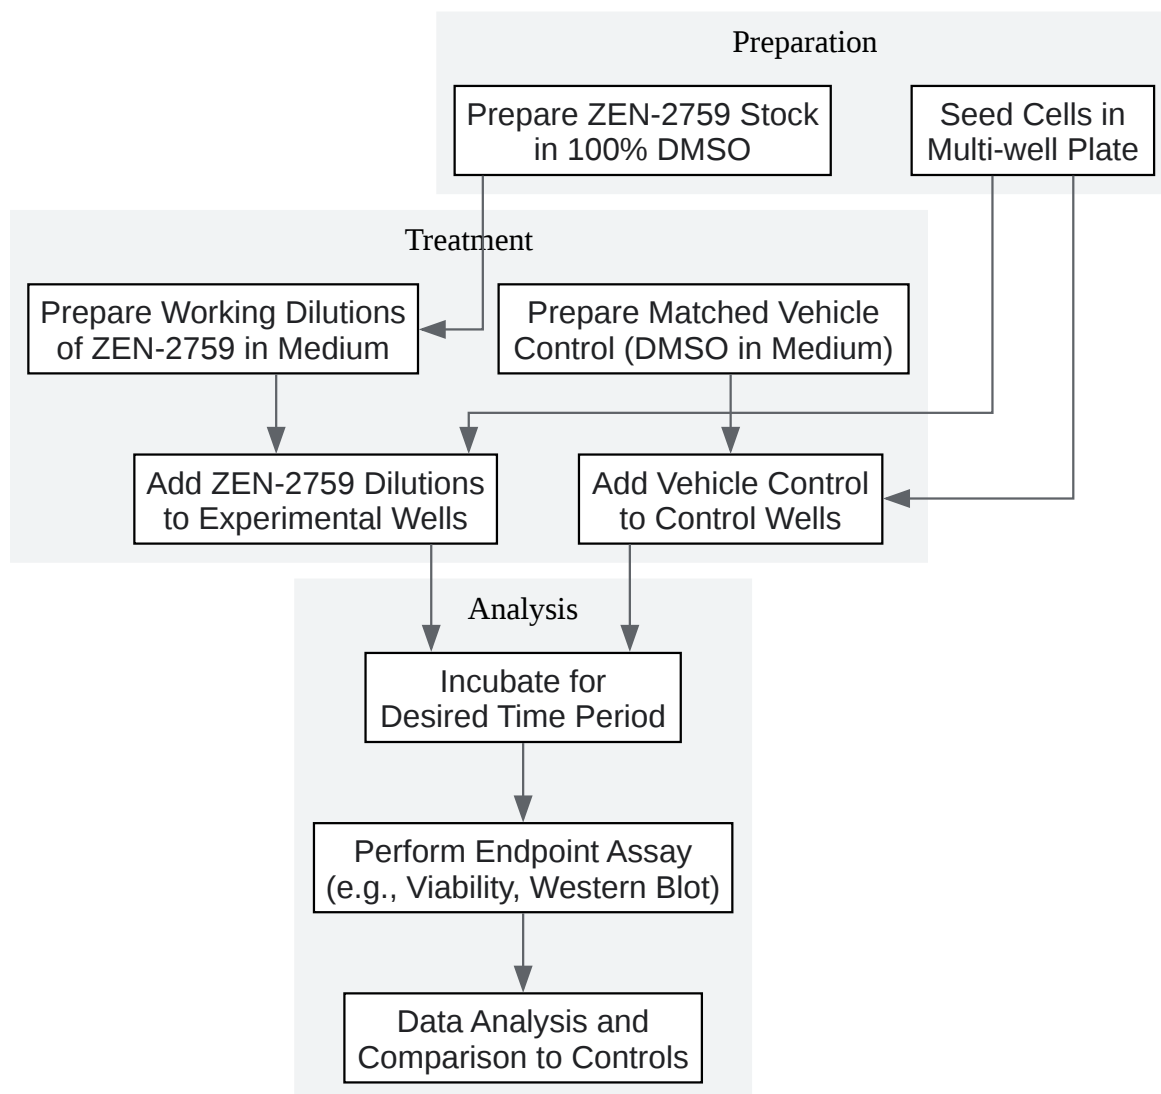 Preparation
Prepare ZEN-2759 Stock
in 100% DMSO
Seed Cells in
Multi-well Plate
Treatment
Prepare Working Dilutions
of ZEN-2759 in Medium
Prepare Matched Vehicle
Control (DMSO in Medium)
Add ZEN-2759 Dilutions
to Experimental Wells
Add Vehicle Control
to Control Wells
Analysis
Incubate for
Desired Time Period
Perform Endpoint Assay
(e.g., Viability, Western Blot)
Data Analysis and
Comparison to Controls